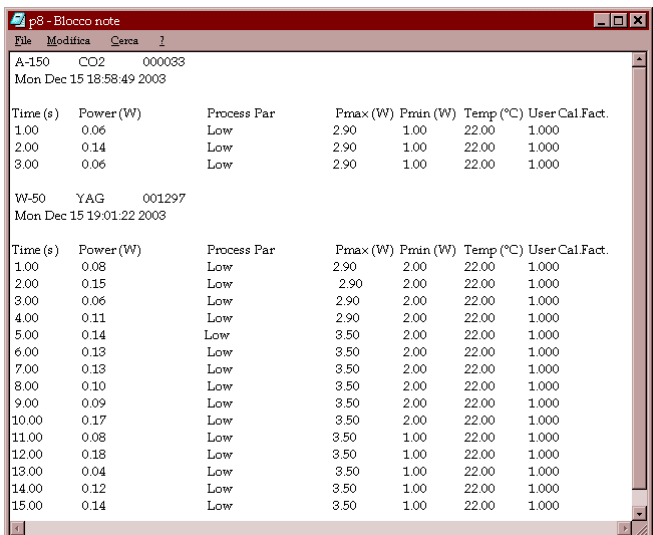 p8 - Blocco note
File Modifica Cerca ?
A-150 CO2 000033
Mon Dec 15 18:58:49 2003
Time (s) Power (W) Process Par Pmax (W) Pmin (W) Temp (°C) User Cal.Fact.
1.00 0.06 Low 2.90 1.00 22.00 1.000
2.00 0.14 Low 2.90 1.00 22.00 1.000
3.00 0.06 Low 2.90 1.00 22.00 1.000
W-50 YAG 001297
Mon Dec 15 19:01:22 2003
Time (s) Power (W) Process Par Pmax (W) Pmin (W) Temp (°C) User Cal.Fact.
1.00 0.08 Low 2.90 2.00 22.00 1.000
2.00 0.15 Low 2.90 2.00 22.00 1.000
3.00 0.06 Low 2.90 2.00 22.00 1.000
4.00 0.11 Low 2.90 2.00 22.00 1.000
5.00 0.14 Low 3.50 2.00 22.00 1.000
6.00 0.13 Low 3.50 2.00 22.00 1.000
7.00 0.13 Low 3.50 2.00 22.00 1.000
8.00 0.10 Low 3.50 2.00 22.00 1.000
9.00 0.09 Low 3.50 2.00 22.00 1.000
10.00 0.17 Low 3.50 2.00 22.00 1.000
11.00 0.08 Low 3.50 1.00 22.00 1.000
12.00 0.18 Low 3.50 1.00 22.00 1.000
13.00 0.04 Low 3.50 1.00 22.00 1.000
14.00 0.12 Low 3.50 1.00 22.00 1.000
15.00 0.14 Low 3.50 1.00 22.00 1.000